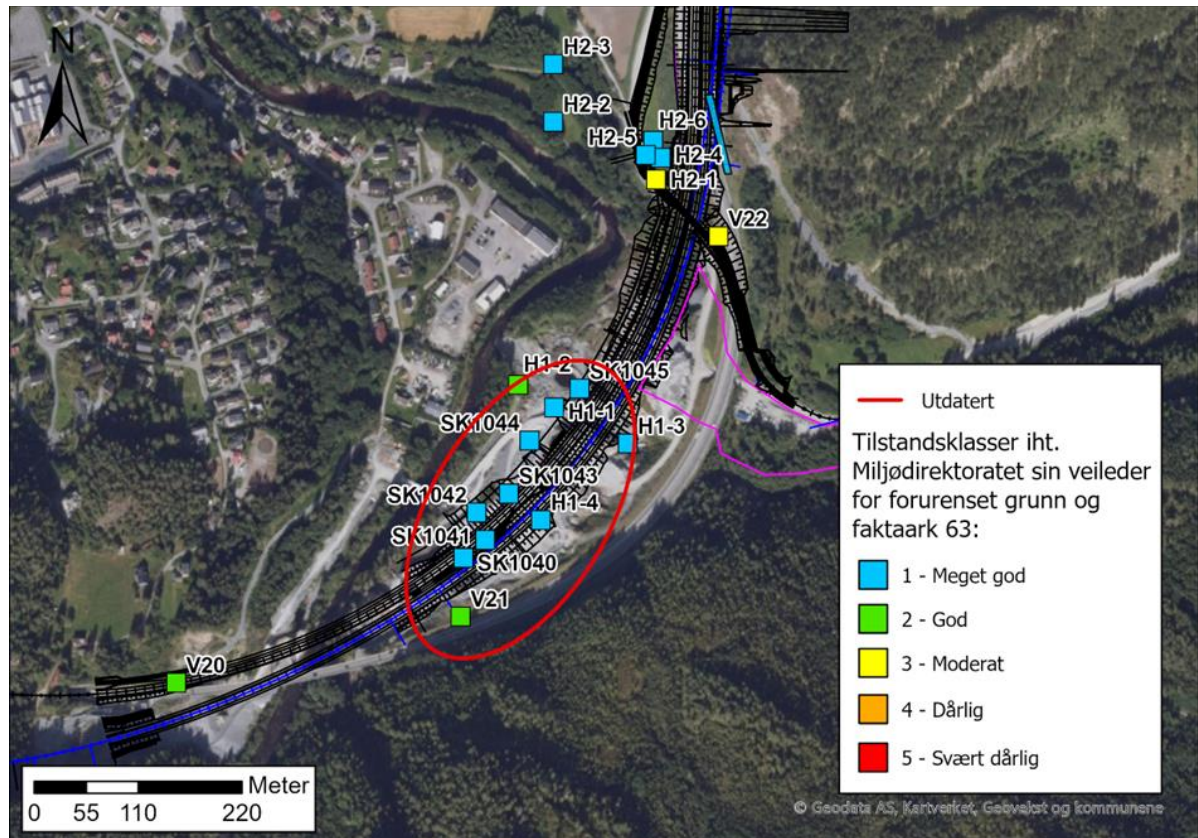 N
H2-3
H2-2
H2-6
H2-5
H2-4
H2-1
V22
H1-2
SK1045
H1-1
SK1044
H1-3
SK1043
SK1042
H1-4
SK1041
SK1040
V21
V20
Utdatert
Tilstandsklasser iht.
Miljødirektoratet sin veileder
for forurenset grunn og
faktaark 63:
1 - Meget god
2 - God
3 - Moderat
4 - Dårlig
5 - Svært dårlig
Meter
0 55 110 220
© Geodata AS, Kartverket, Geovekst og kommunene